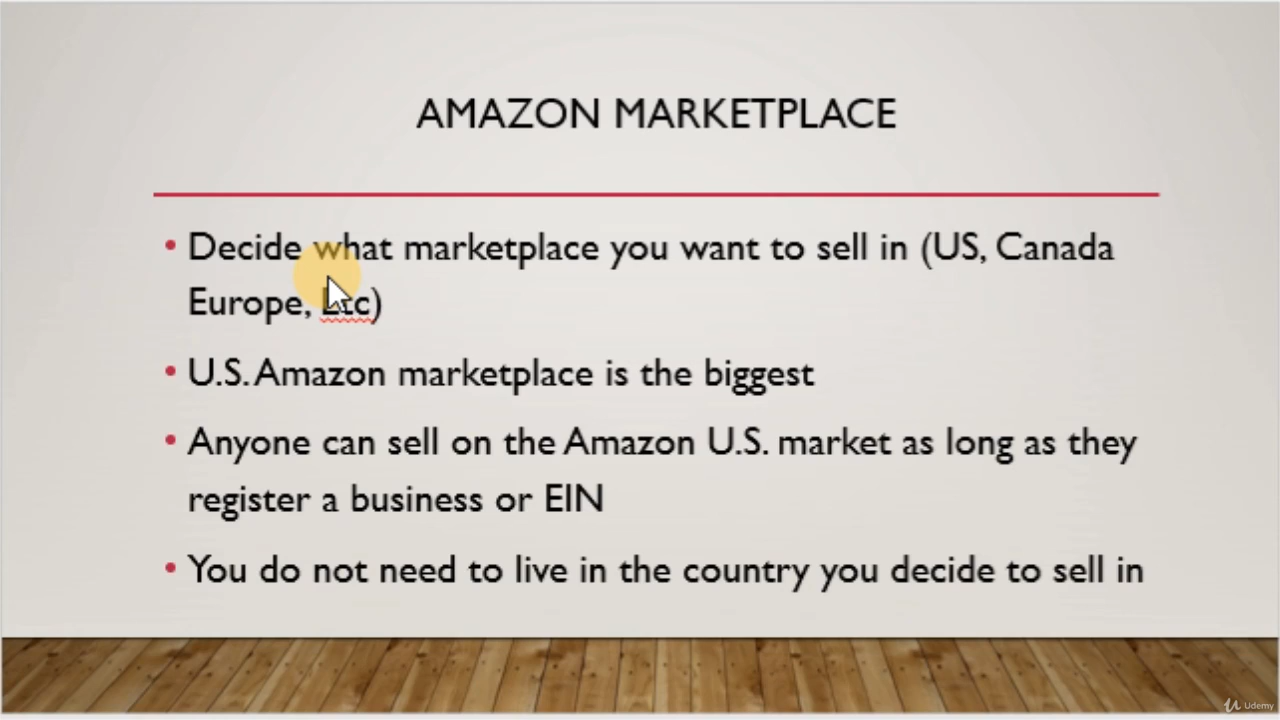 AMAZON MARKETPLACE
• Decide what marketplace you want to sell in (US, Canada
Europe, Etc)
• U.S. Amazon marketplace is the biggest
• Anyone can sell on the Amazon U.S. market as long as they
register a business or EIN
• You do not need to live in the country you decide to sell in
Udemy